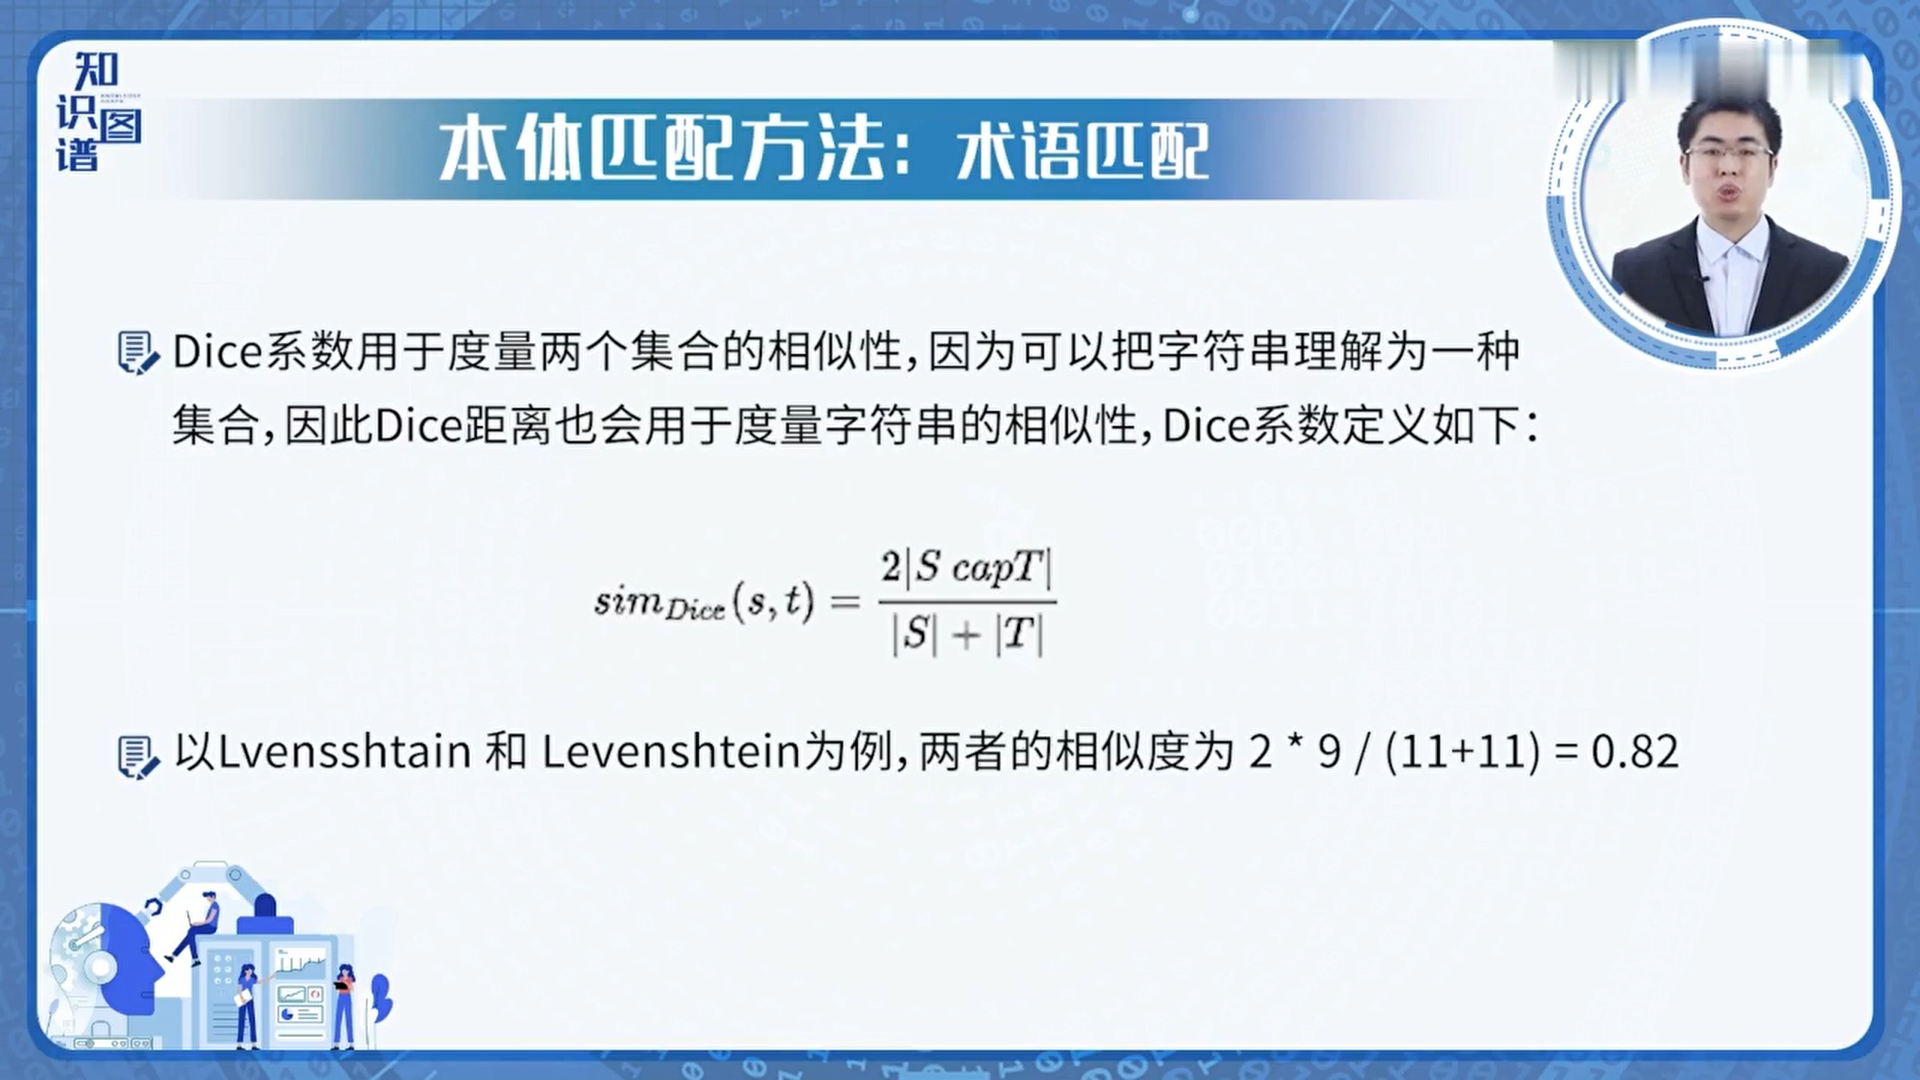 知识图谱
本体匹配方法：术语匹配
Dice系数用于度量两个集合的相似性，因为可以把字符串理解为一种
集合，因此Dice距离也会用于度量字符串的相似性，Dice系数定义如下：
sim_Dice(s,t) = 2|S capT| / |S| + |T|
以Lvensshtain 和 Levenshtein为例，两者的相似度为 2 * 9 / (11+11) = 0.82